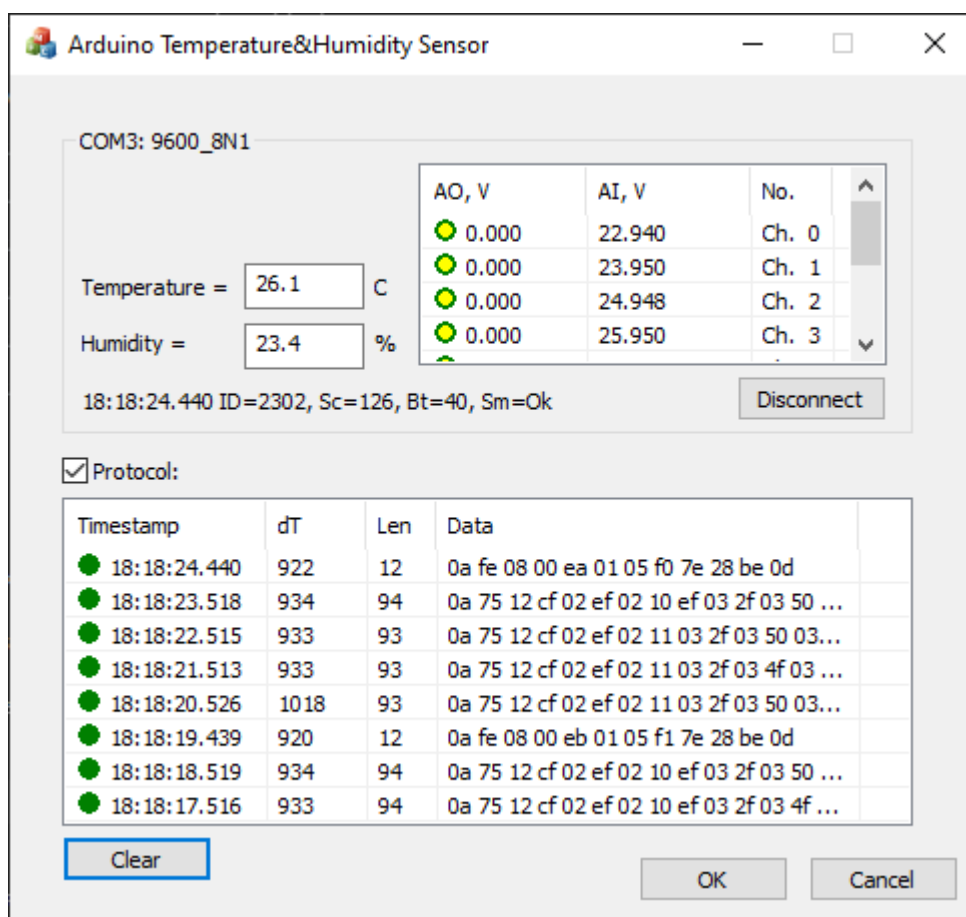 Arduino Temperature&Humidity Sensor
COM3: 9600_8N1
AO, V AI, V No.
0.000 22.940 Ch. 0
0.000 23.950 Ch. 1
0.000 24.948 Ch. 2
0.000 25.950 Ch. 3
Temperature = 26.1 C
Humidity = 23.4 %
18:18:24.440 ID=2302, Sc=126, Bt=40, Sm=Ok Disconnect
Protocol:
Timestamp dT Len Data
18:18:24.440 922 12 0a fe 08 00 ea 01 05 f0 7e 28 be 0d
18:18:23.518 934 94 0a 75 12 cf 02 ef 02 10 ef 03 2f 03 50 ...
18:18:22.515 933 93 0a 75 12 cf 02 ef 02 11 03 2f 03 50 03...
18:18:21.513 933 93 0a 75 12 cf 02 ef 02 11 03 2f 03 4f 03 ...
18:18:20.526 1018 93 0a 75 12 cf 02 ef 02 11 03 2f 03 50 03...
18:18:19.439 920 12 0a fe 08 00 eb 01 05 f1 7e 28 be 0d
18:18:18.519 934 94 0a 75 12 cf 02 ef 02 10 ef 03 2f 03 50 ...
18:18:17.516 933 94 0a 75 12 cf 02 ef 02 10 ef 03 2f 03 4f ...
Clear
OK Cancel